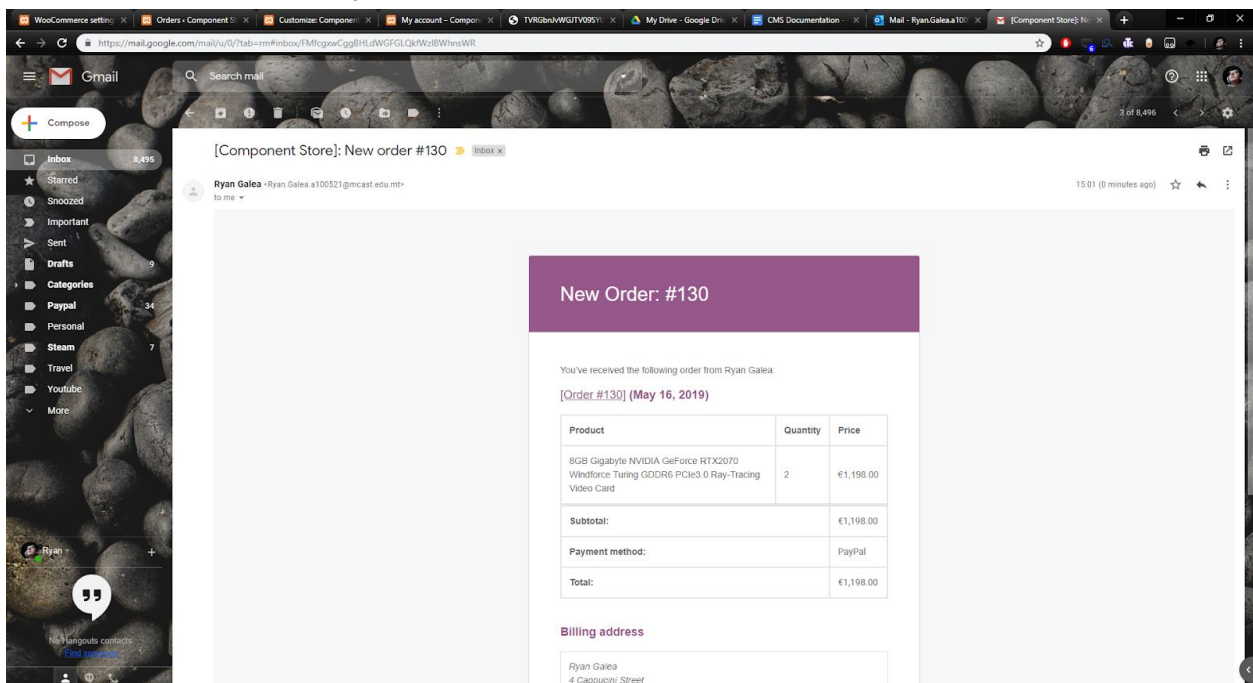 WooCommerce setting
Orders ‹ Component St
Customize: Component
My account – Compone
TVRGbnJVWGJTV09SYU
My Drive - Google Driv
CMS Documentation -
Mail - Ryan.Galea.a100
[Component Store]: Ne
https://mail.google.com/mail/u/0/?tab=rm#inbox/
Gmail
Search mail
Compose
3 of 8,496
Inbox 8,495
Starred
Snoozed
Important
Sent
Drafts 9
Categories
Paypal 34
Personal
Steam 7
Travel
Youtube
More
[Component Store]: New order #130 Inbox x
Ryan Galea <Ryan.Galea.a100521@mcast.edu.mt>
15:01 (0 minutes ago)
to me
New Order: #130
You've received the following order from Ryan Galea:
[Order #130] (May 16, 2019)
Product Quantity Price
8GB Gigabyte NVIDIA GeForce RTX2070
Windforce Turing GDDR6 PCIe3.0 Ray-Tracing
Video Card
2 €1,198.00
Subtotal: €1,198.00
Payment method: PayPal
Total: €1,198.00
Billing address
Ryan Galea
4 Cappucini Street
Ryan
No Hangouts contacts
Find someone